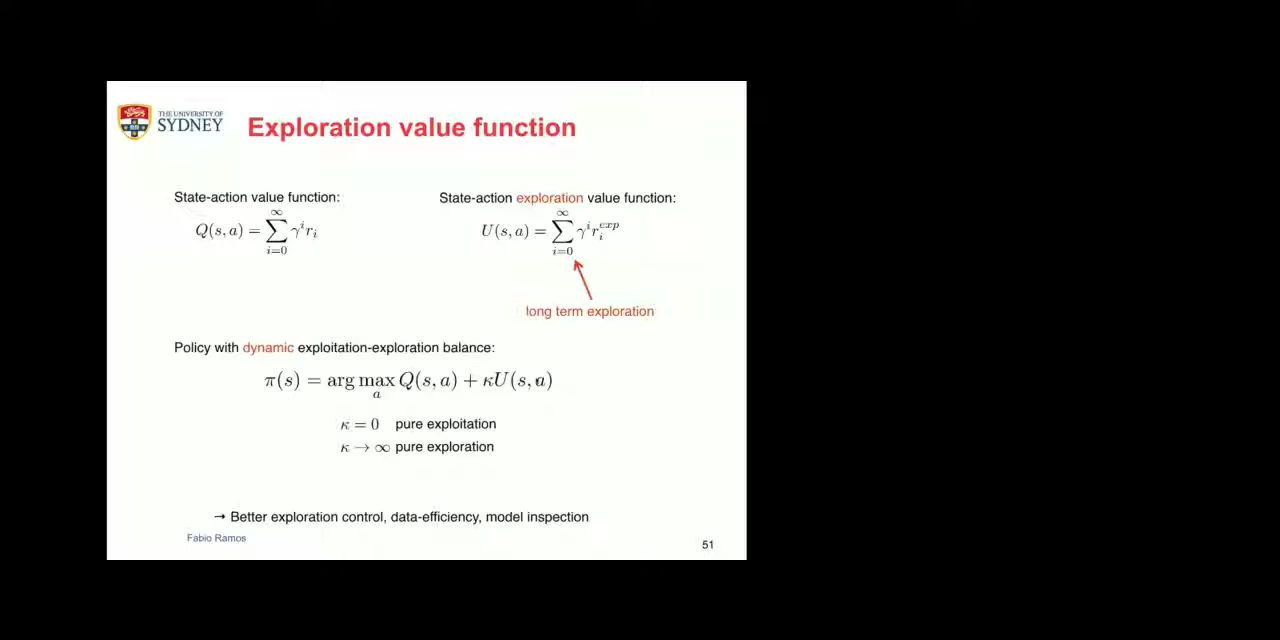 THE UNIVERSITY OF
SYDNEY
Exploration value function
State-action value function:
Q(s, a) = ∑_{i=0}^{∞} γ^i r_i
State-action exploration value function:
U(s, a) = ∑_{i=0}^{∞} γ^i r_i^{exp}
long term exploration
Policy with dynamic exploitation-exploration balance:
π(s) = arg max_a Q(s, a) + κU(s, a)
κ = 0 pure exploitation
κ → ∞ pure exploration
→ Better exploration control, data-efficiency, model inspection
Fabio Ramos
51